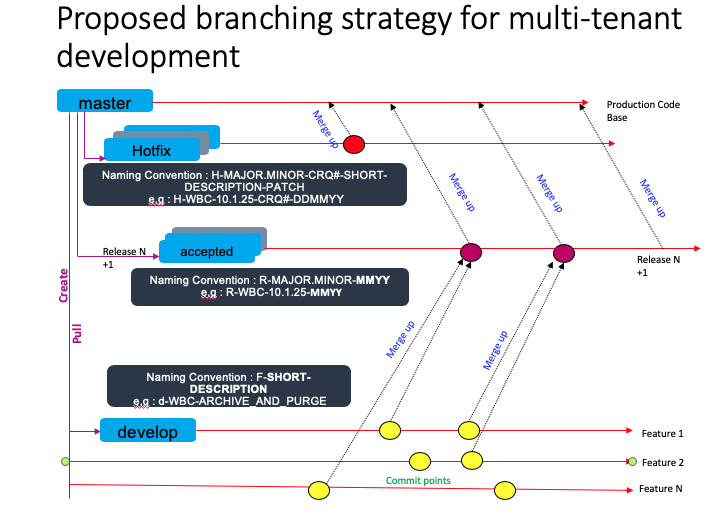 Proposed branching strategy for multi-tenant
development
master
Production Code
Base
Merge up
Hotfix
Naming Convention : H-MAJOR.MINOR-CRQ#-SHORT-
DESCRIPTION-PATCH
e.g : H-WBC-10.1.25-CRQ#-DDMMYY
Merge up
Merge up
Merge up
Release N
+1
accepted
Release N
+1
Naming Convention : R-MAJOR.MINOR-MMYY
e.g : R-WBC-10.1.25-MMYY
Create
Pull
Merge up
Merge up
Naming Convention : F-SHORT-
DESCRIPTION
e.g : d-WBC-ARCHIVE_AND_PURGE
develop
Feature 1
Feature 2
Commit points
Feature N